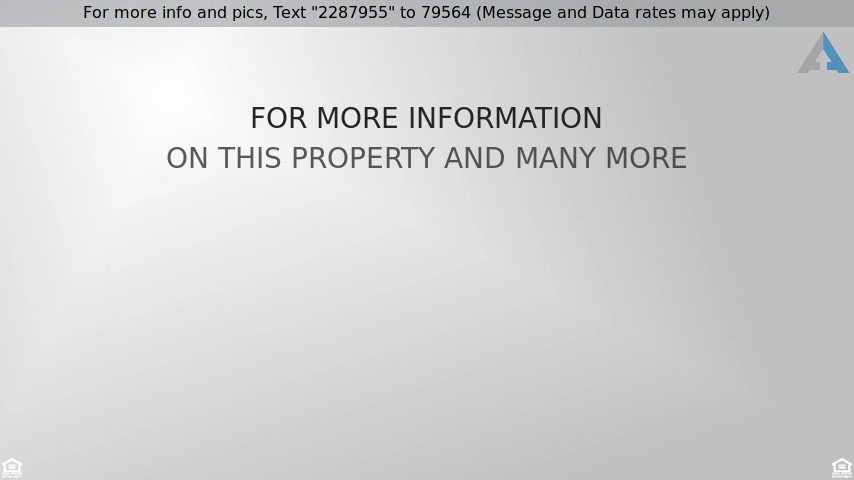 For more info and pics, Text "2287955" to 79564 (Message and Data rates may apply)
FOR MORE INFORMATION
ON THIS PROPERTY AND MANY MORE